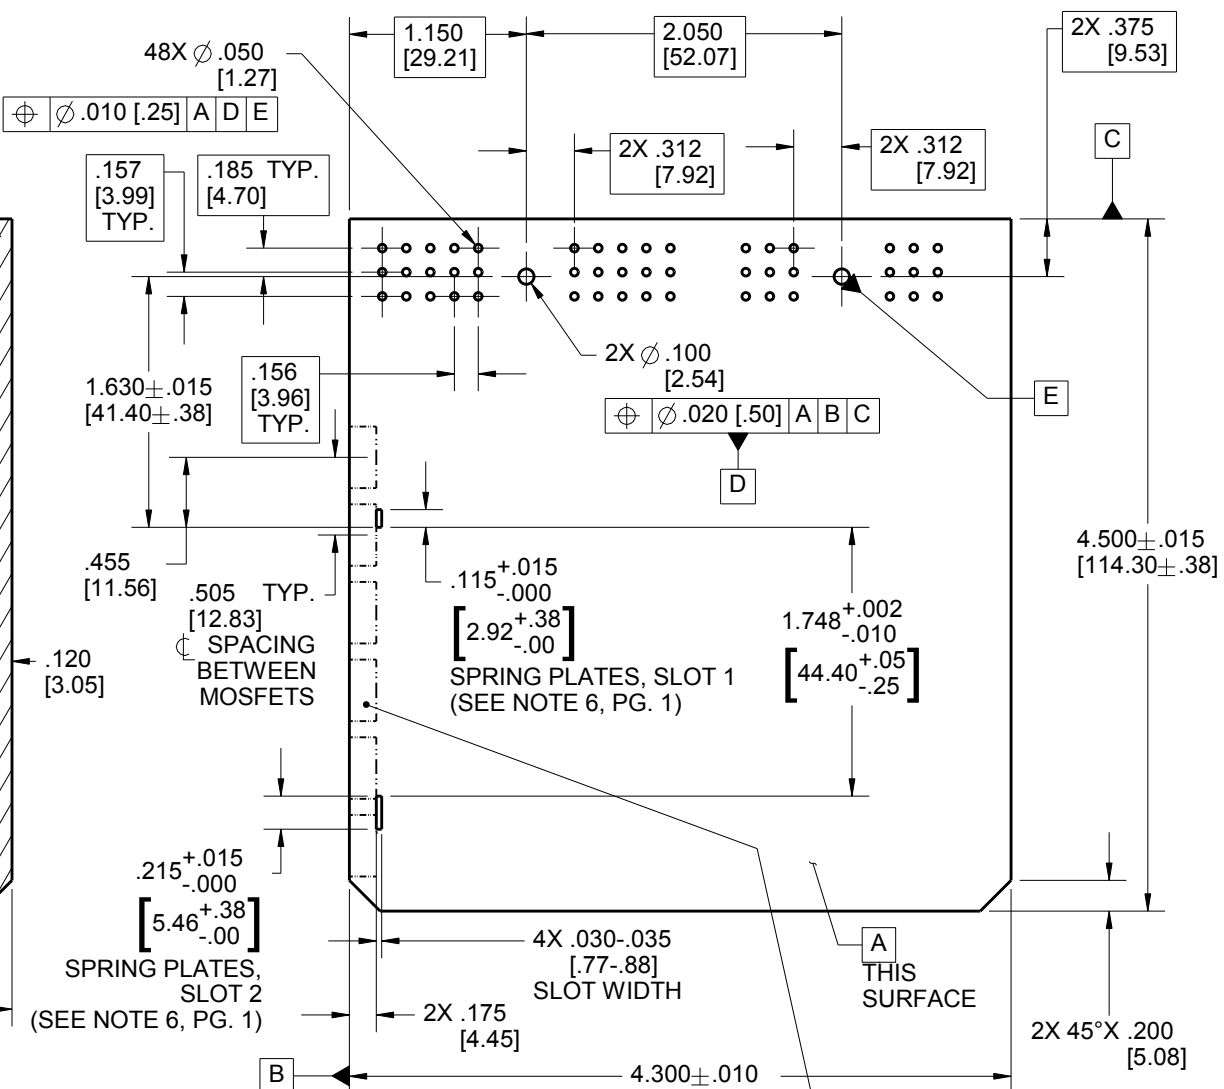 1.150
[29.21]
2.050
[52.07]
2X .375
[9.53]
48X ∅ .050
[1.27]
⌖ ∅ .010 [.25] A D E
2X .312
[7.92]
2X .312
[7.92]
C
.157
[3.99]
TYP.
.185 TYP.
[4.70]
2X ∅ .100
[2.54]
⌖ ∅ .020 [.50] A B C
D
E
1.630±.015
[41.40±.38]
.156
[3.96]
TYP.
.455
[11.56]
.505 TYP.
[12.83]
℄ SPACING
BETWEEN
MOSFETS
.120
[3.05]
.115 +.015
-.000
[2.92 +.38
-.00]
SPRING PLATES, SLOT 1
(SEE NOTE 6, PG. 1)
1.748 +.002
-.010
[44.40 +.05
-.25]
4.500±.015
[114.30±.38]
.215 +.015
-.000
[5.46 +.38
-.00]
SPRING PLATES,
SLOT 2
(SEE NOTE 6, PG. 1)
4X .030-.035
[.77-.88]
SLOT WIDTH
A
THIS
SURFACE
2X .175
[4.45]
2X 45°X .200
[5.08]
B
4.300±.010